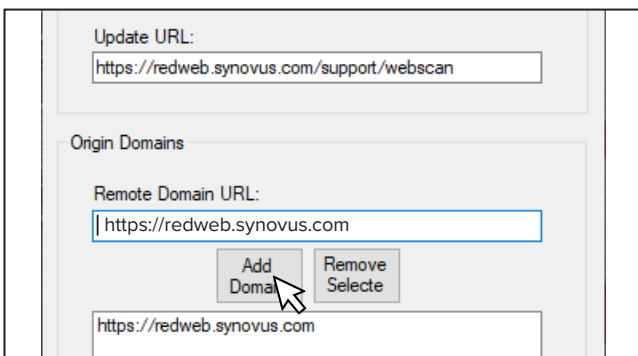 Update URL:
https://redweb.synovus.com/support/webscan
Origin Domains
Remote Domain URL:
https://redweb.synovus.com
Add Remove
Domai Selecte
https://redweb.synovus.com